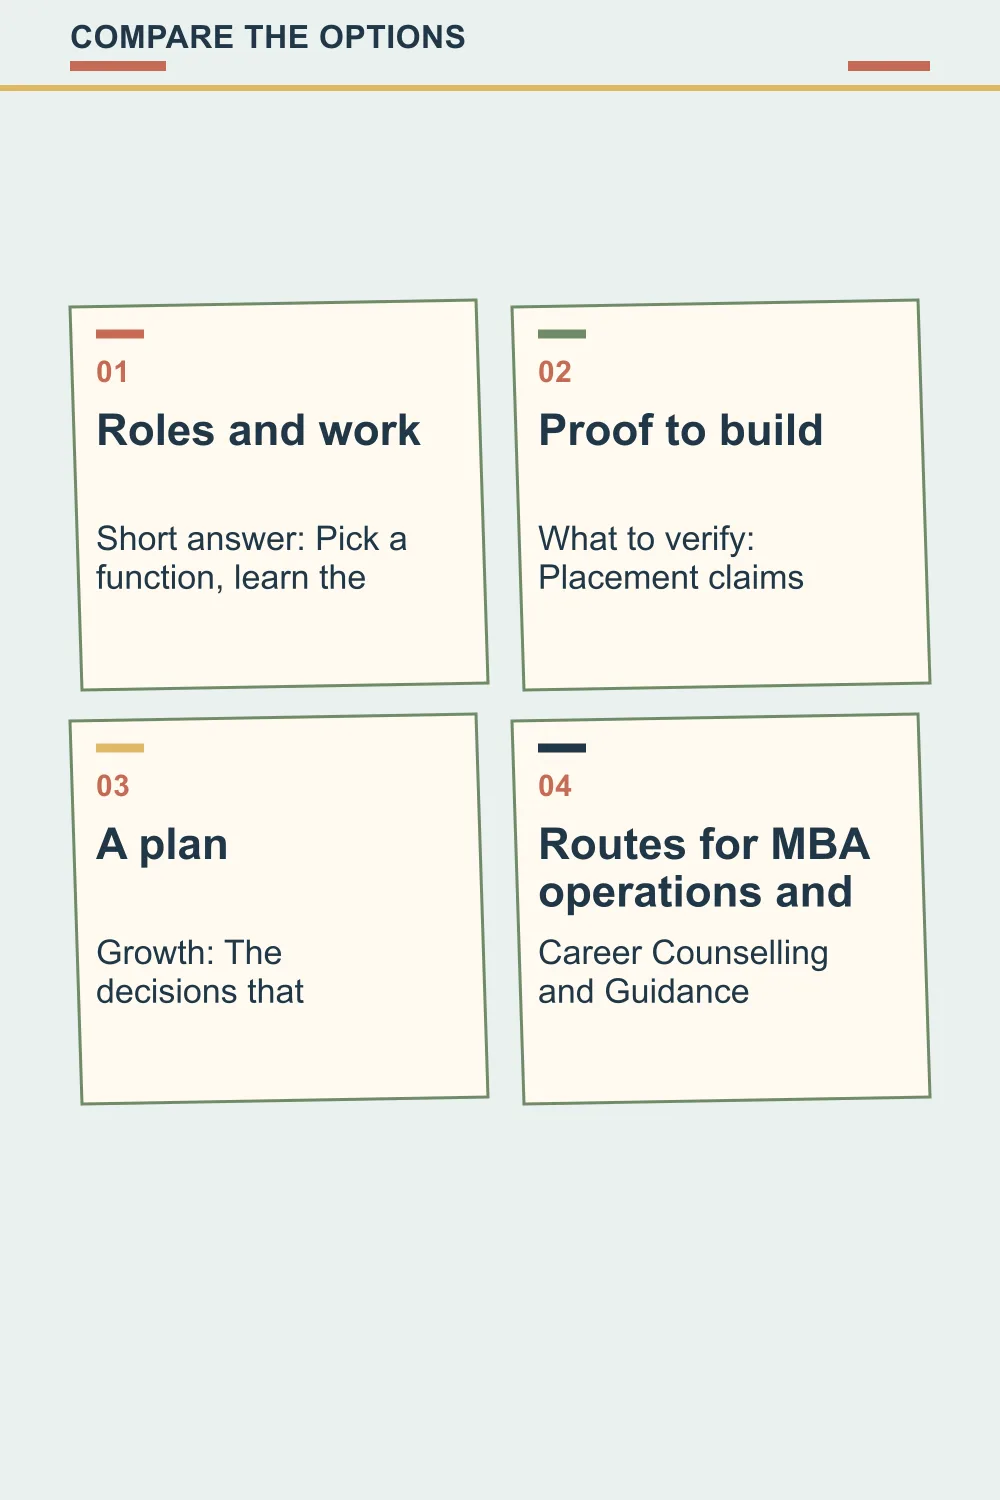 COMPARE THE OPTIONS
01
Roles and work
Short answer: Pick a
function, learn the
02
Proof to build
What to verify:
Placement claims
03
A plan
Growth: The
decisions that
04
Routes for MBA
operations and
Career Counselling
and Guidance